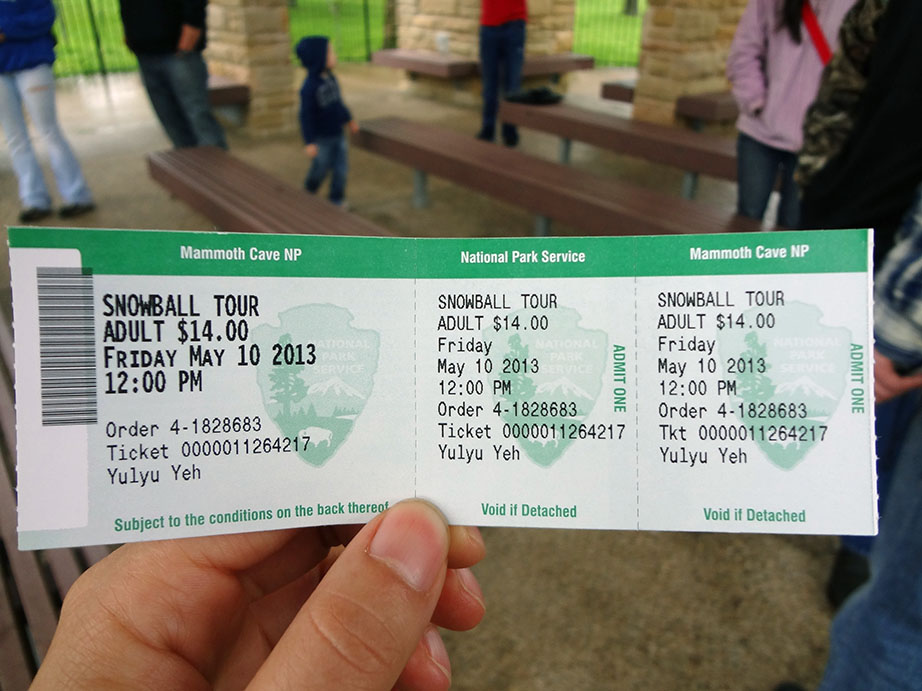 Mammoth Cave NP
SNOWBALL TOUR
ADULT $14.00
FRIDAY MAY 10 2013
12:00 PM
Order 4-1828683
Ticket 0000011264217
Yulyu Yeh
Subject to the conditions on the back thereof
NATIONAL
PARK
SERVICE
National Park Service
SNOWBALL TOUR
ADULT $14.00
Friday
May 10 2013
12:00 PM
Order 4-1828683
Ticket 0000011264217
Yulyu Yeh
ADMIT ONE
Void if Detached
NATIONAL
PARK
SERVICE
Mammoth Cave NP
SNOWBALL TOUR
ADULT $14.00
Friday
May 10 2013
12:00 PM
Order 4-1828683
Tkt 0000011264217
Yulyu Yeh
ADMIT ONE
Void if Detached
NATIONAL
PARK
SERVICE